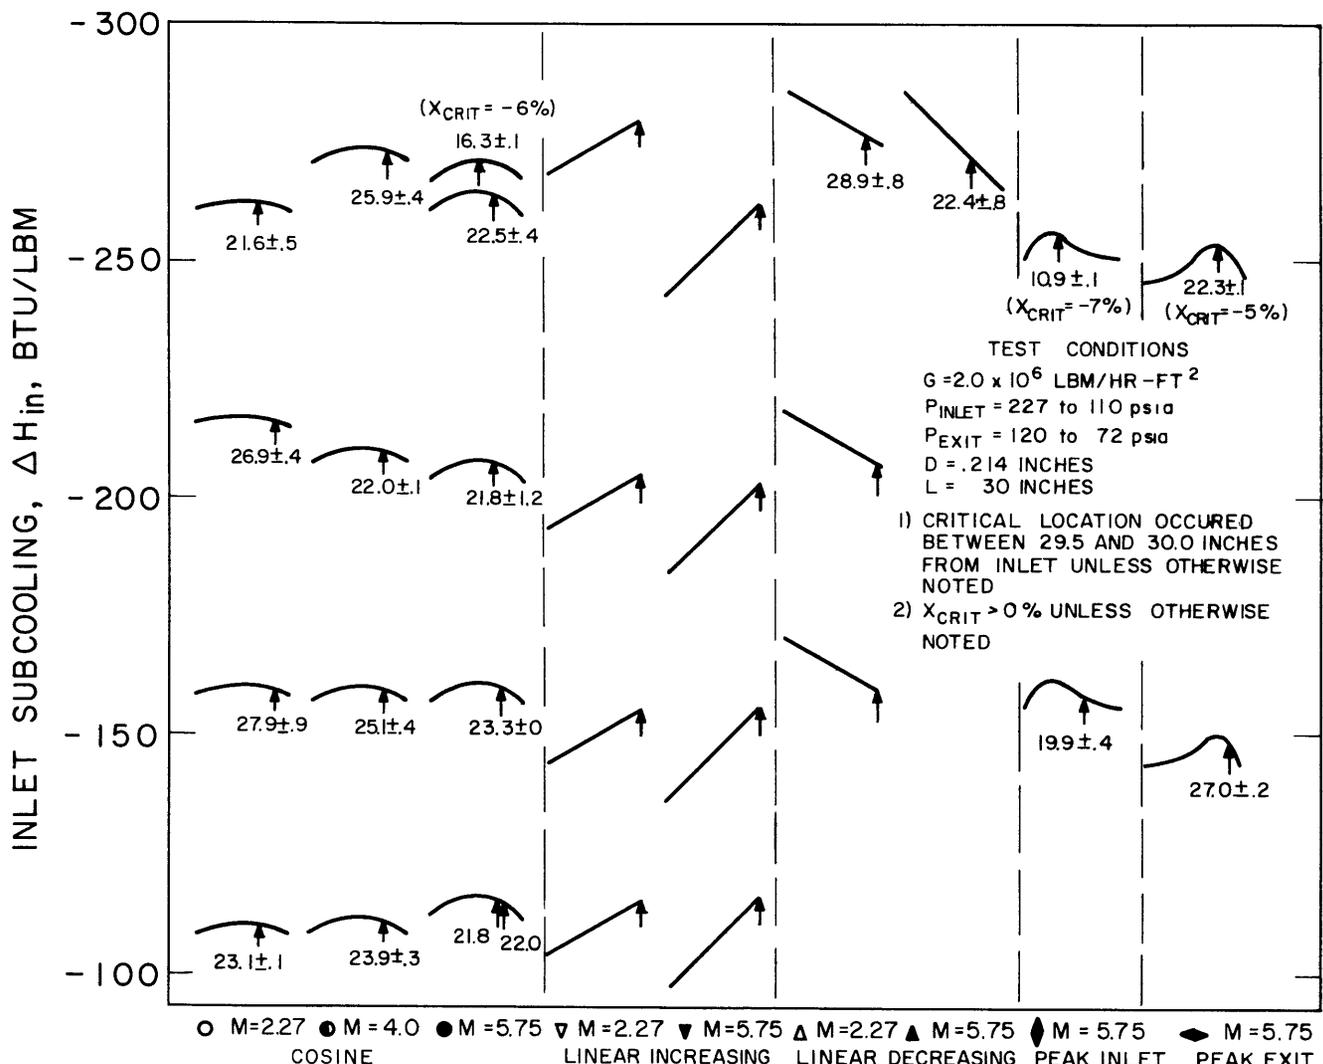 -300
(X CRIT = -6%)
16.3±.1
25.9±.4
28.9±.8
22.4±.8
21.6±.5
22.5±.4
INLET SUBCOOLING, ΔHin, BTU/LBM
-250
10.9±.1
22.3±.1
(XCRIT=-7%)
(XCRIT=-5%)
TEST CONDITIONS
G=2.0 x 10⁶ LBM/HR-FT²
PINLET = 227 to 110 psia
PEXIT = 120 to 72 psia
D = .214 INCHES
L = 30 INCHES
1) CRITICAL LOCATION OCCURED
BETWEEN 29.5 AND 30.0 INCHES
FROM INLET UNLESS OTHERWISE
NOTED
2) XCRIT >0% UNLESS OTHERWISE
NOTED
26.9±.4
22.0±.1
21.8±1.2
-200
27.9±.9
25.1±.4
23.3±0
19.9±.4
-150
27.0±.2
21.8
22.0
23.1±.1
23.9±.3
-100
M=2.27 M=4.0 M=5.75 M=2.27 M=5.75 M=2.27 M=5.75 M=5.75 M=5.75
COSINE LINEAR INCREASING LINEAR DECREASING PEAK INLET PEAK EXIT